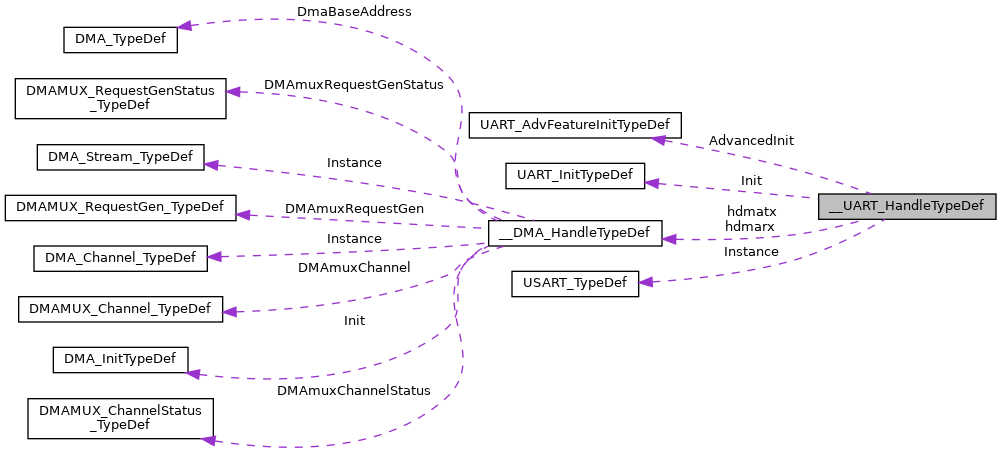 DmaBaseAddress
DMA_TypeDef
DMAmuxRequestGenStatus
DMAMUX_RequestGenStatus
_TypeDef
UART_AdvFeatureInitTypeDef
AdvancedInit
DMA_Stream_TypeDef
Instance
UART_InitTypeDef
Init
DMAMUX_RequestGen_TypeDef
DMAmuxRequestGen
__UART_HandleTypeDef
hdmatx
hdmarx
__DMA_HandleTypeDef
Instance
DMA_Channel_TypeDef
Instance
DMAmuxChannel
USART_TypeDef
DMAMUX_Channel_TypeDef
Init
DMA_InitTypeDef
DMAmuxChannelStatus
DMAMUX_ChannelStatus
_TypeDef